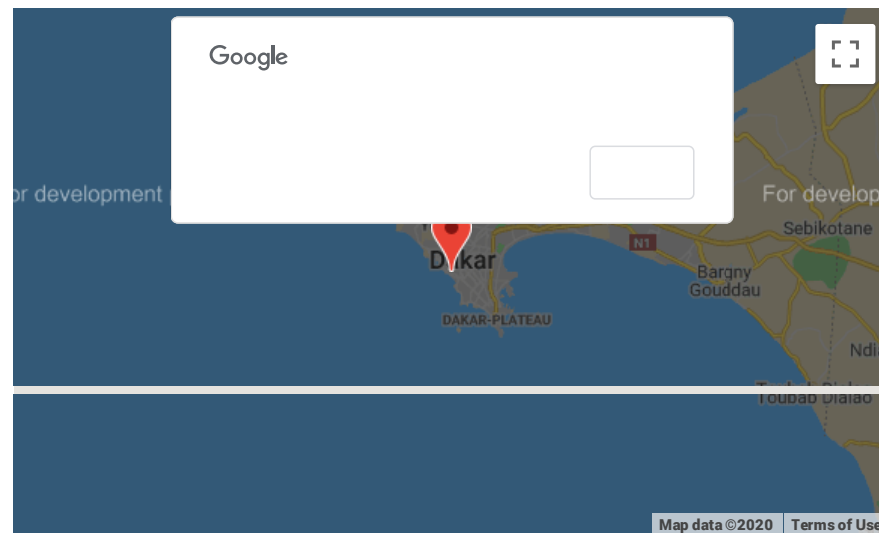 Google
or development
For develop
Sebikotane
N1
Dakar
Bargny
Gouddau
DAKAR-PLATEAU
Ndi
Toubab Dialao
Map data ©2020
Terms of Use